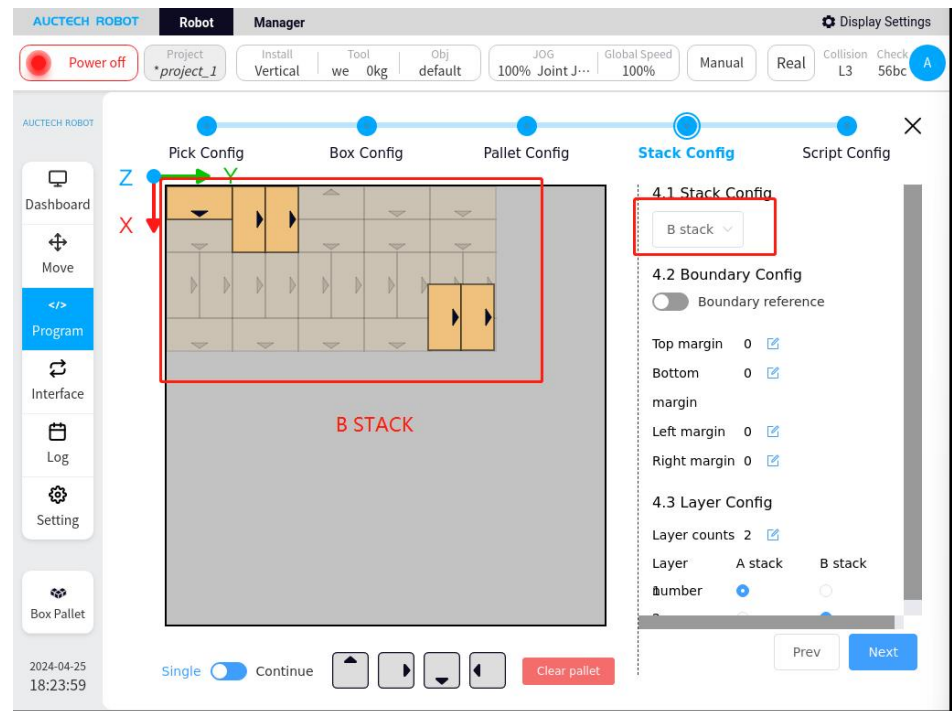 AUCTECH ROBOT Robot Manager Display Settings
Power off
Project
*project_1
Install
Vertical
Tool
we 0kg
Obj
default
JOG
100% Joint J···
Global Speed
100%
Manual
Real
Collision
L3
Check
56bc
A
AUCTECH ROBOT
Pick Config
Box Config
Pallet Config
Stack Config
Script Config
Dashboard
Move
</>
Program
Interface
Log
Setting
Box Pallet
2024-04-25
18:23:59
Z
Y
X
B STACK
4.1 Stack Config
B stack
4.2 Boundary Config
Boundary reference
Top margin 0
Bottom 0
margin
Left margin 0
Right margin 0
4.3 Layer Config
Layer counts 2
Layer A stack B stack
number
Single Continue
Clear pallet
Prev
Next